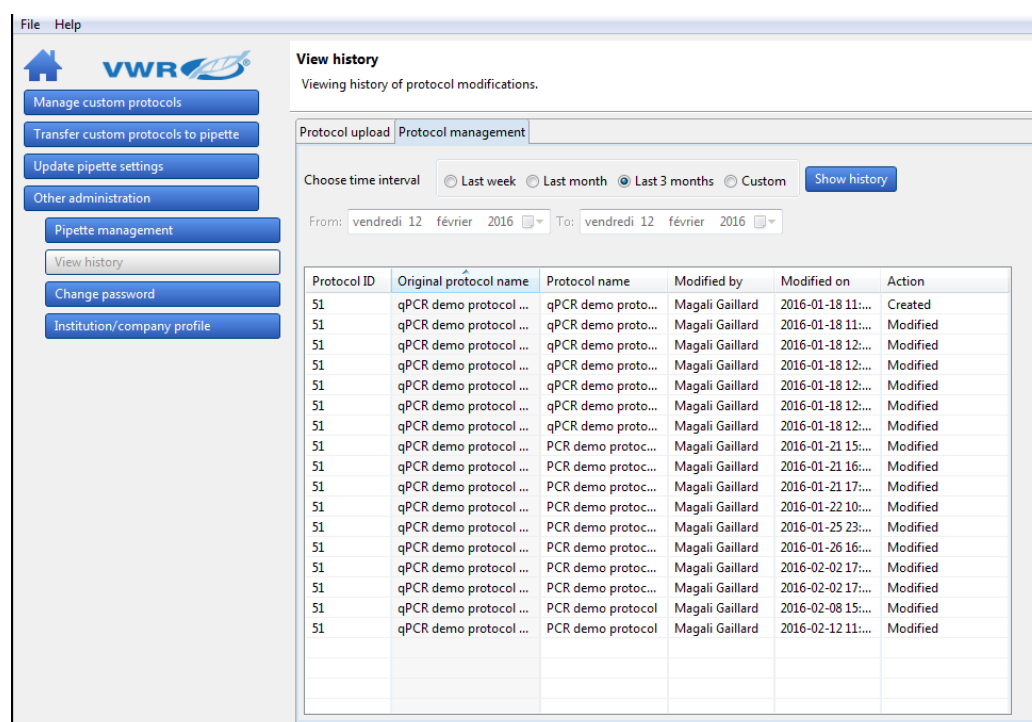 File Help
VWR
Manage custom protocols
Transfer custom protocols to pipette
Update pipette settings
Other administration
Pipette management
View history
Change password
Institution/company profile
View history
Viewing history of protocol modifications.
Protocol upload Protocol management
Choose time interval Last week Last month Last 3 months Custom Show history
From: vendredi 12 février 2016 To: vendredi 12 février 2016
Protocol ID Original protocol name Protocol name Modified by Modified on Action
51 qPCR demo protocol ... qPCR demo proto... Magali Gaillard 2016-01-18 11:... Created
51 qPCR demo protocol ... qPCR demo proto... Magali Gaillard 2016-01-18 11:... Modified
51 qPCR demo protocol ... qPCR demo proto... Magali Gaillard 2016-01-18 12:... Modified
51 qPCR demo protocol ... qPCR demo proto... Magali Gaillard 2016-01-18 12:... Modified
51 qPCR demo protocol ... qPCR demo proto... Magali Gaillard 2016-01-18 12:... Modified
51 qPCR demo protocol ... qPCR demo proto... Magali Gaillard 2016-01-18 12:... Modified
51 qPCR demo protocol ... qPCR demo proto... Magali Gaillard 2016-01-18 12:... Modified
51 qPCR demo protocol ... PCR demo protoc... Magali Gaillard 2016-01-21 15:... Modified
51 qPCR demo protocol ... PCR demo protoc... Magali Gaillard 2016-01-21 16:... Modified
51 qPCR demo protocol ... PCR demo protoc... Magali Gaillard 2016-01-21 17:... Modified
51 qPCR demo protocol ... PCR demo protoc... Magali Gaillard 2016-01-22 10:... Modified
51 qPCR demo protocol ... PCR demo protoc... Magali Gaillard 2016-01-25 23:... Modified
51 qPCR demo protocol ... PCR demo protoc... Magali Gaillard 2016-01-26 16:... Modified
51 qPCR demo protocol ... PCR demo protoc... Magali Gaillard 2016-02-02 17:... Modified
51 qPCR demo protocol ... PCR demo protoc... Magali Gaillard 2016-02-02 17:... Modified
51 qPCR demo protocol ... PCR demo protocol Magali Gaillard 2016-02-08 15:... Modified
51 qPCR demo protocol ... PCR demo protocol Magali Gaillard 2016-02-12 11:... Modified